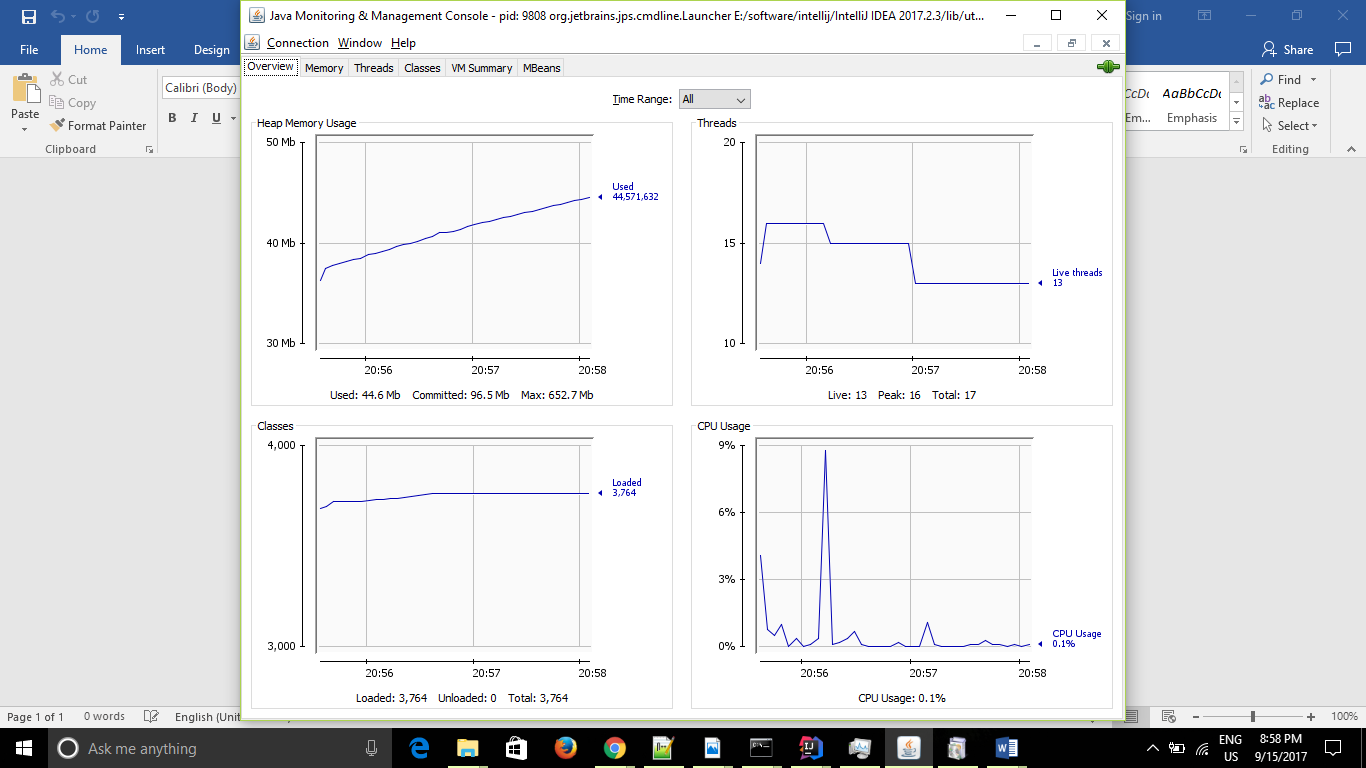 Java Monitoring & Management Console - pid: 9808 org.jetbrains.jps.cmdline.Launcher E:/software/intellij/IntelliJ IDEA 2017.2.3/lib/ut...
Sign in
File Home Insert Design
Share
Connection Window Help
Overview Memory Threads Classes VM Summary MBeans
Paste
Cut
Copy
Format Painter
Clipboard
Calibri (Body)
B I U
AaBbCcDc
Em... Emphasis
Find
Replace
Select
Editing
Time Range: All
Heap Memory Usage
50 Mb
40 Mb
30 Mb
Used
44,571,632
20:56 20:57 20:58
Used: 44.6 Mb Committed: 96.5 Mb Max: 652.7 Mb
Threads
20
15
10
Live threads
13
20:56 20:57 20:58
Live: 13 Peak: 16 Total: 17
Classes
4,000
3,000
Loaded
3,764
20:56 20:57 20:58
Loaded: 3,764 Unloaded: 0 Total: 3,764
CPU Usage
9%
6%
3%
0%
CPU Usage
0.1%
20:56 20:57 20:58
CPU Usage: 0.1%
Page 1 of 1 0 words English (Unit
100%
Ask me anything
ENG
US
8:58 PM
9/15/2017